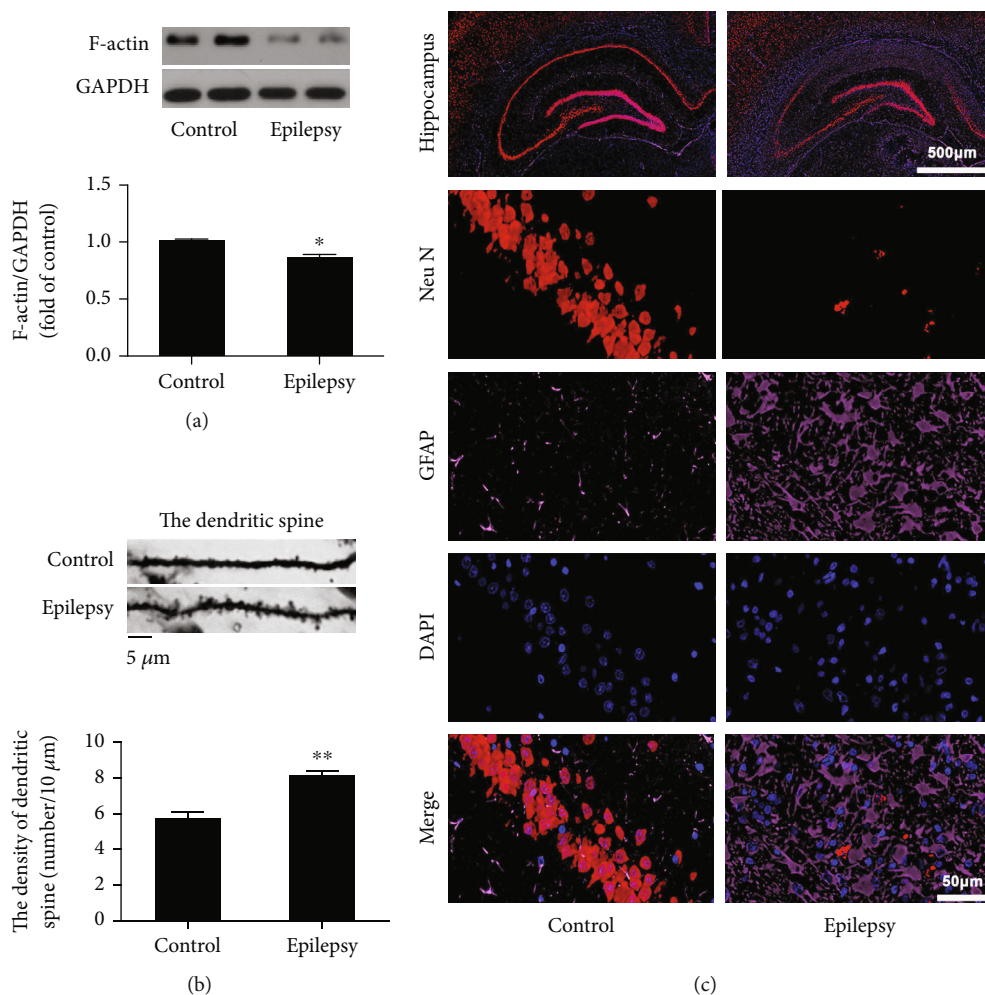 F-actin
GAPDH
Control Epilepsy
1.5
1.0
0.5
0.0
F-actin/GAPDH
(fold of control)
*
Control Epilepsy
(a)
The dendritic spine
Control
Epilepsy
5 μm
10
8
6
4
2
0
The density of dendritic
spine (number/10 μm)
**
Control Epilepsy
(b)
Hippocampus
500μm
Neu N
GFAP
DAPI
Merge
50μm
Control Epilepsy
(c)